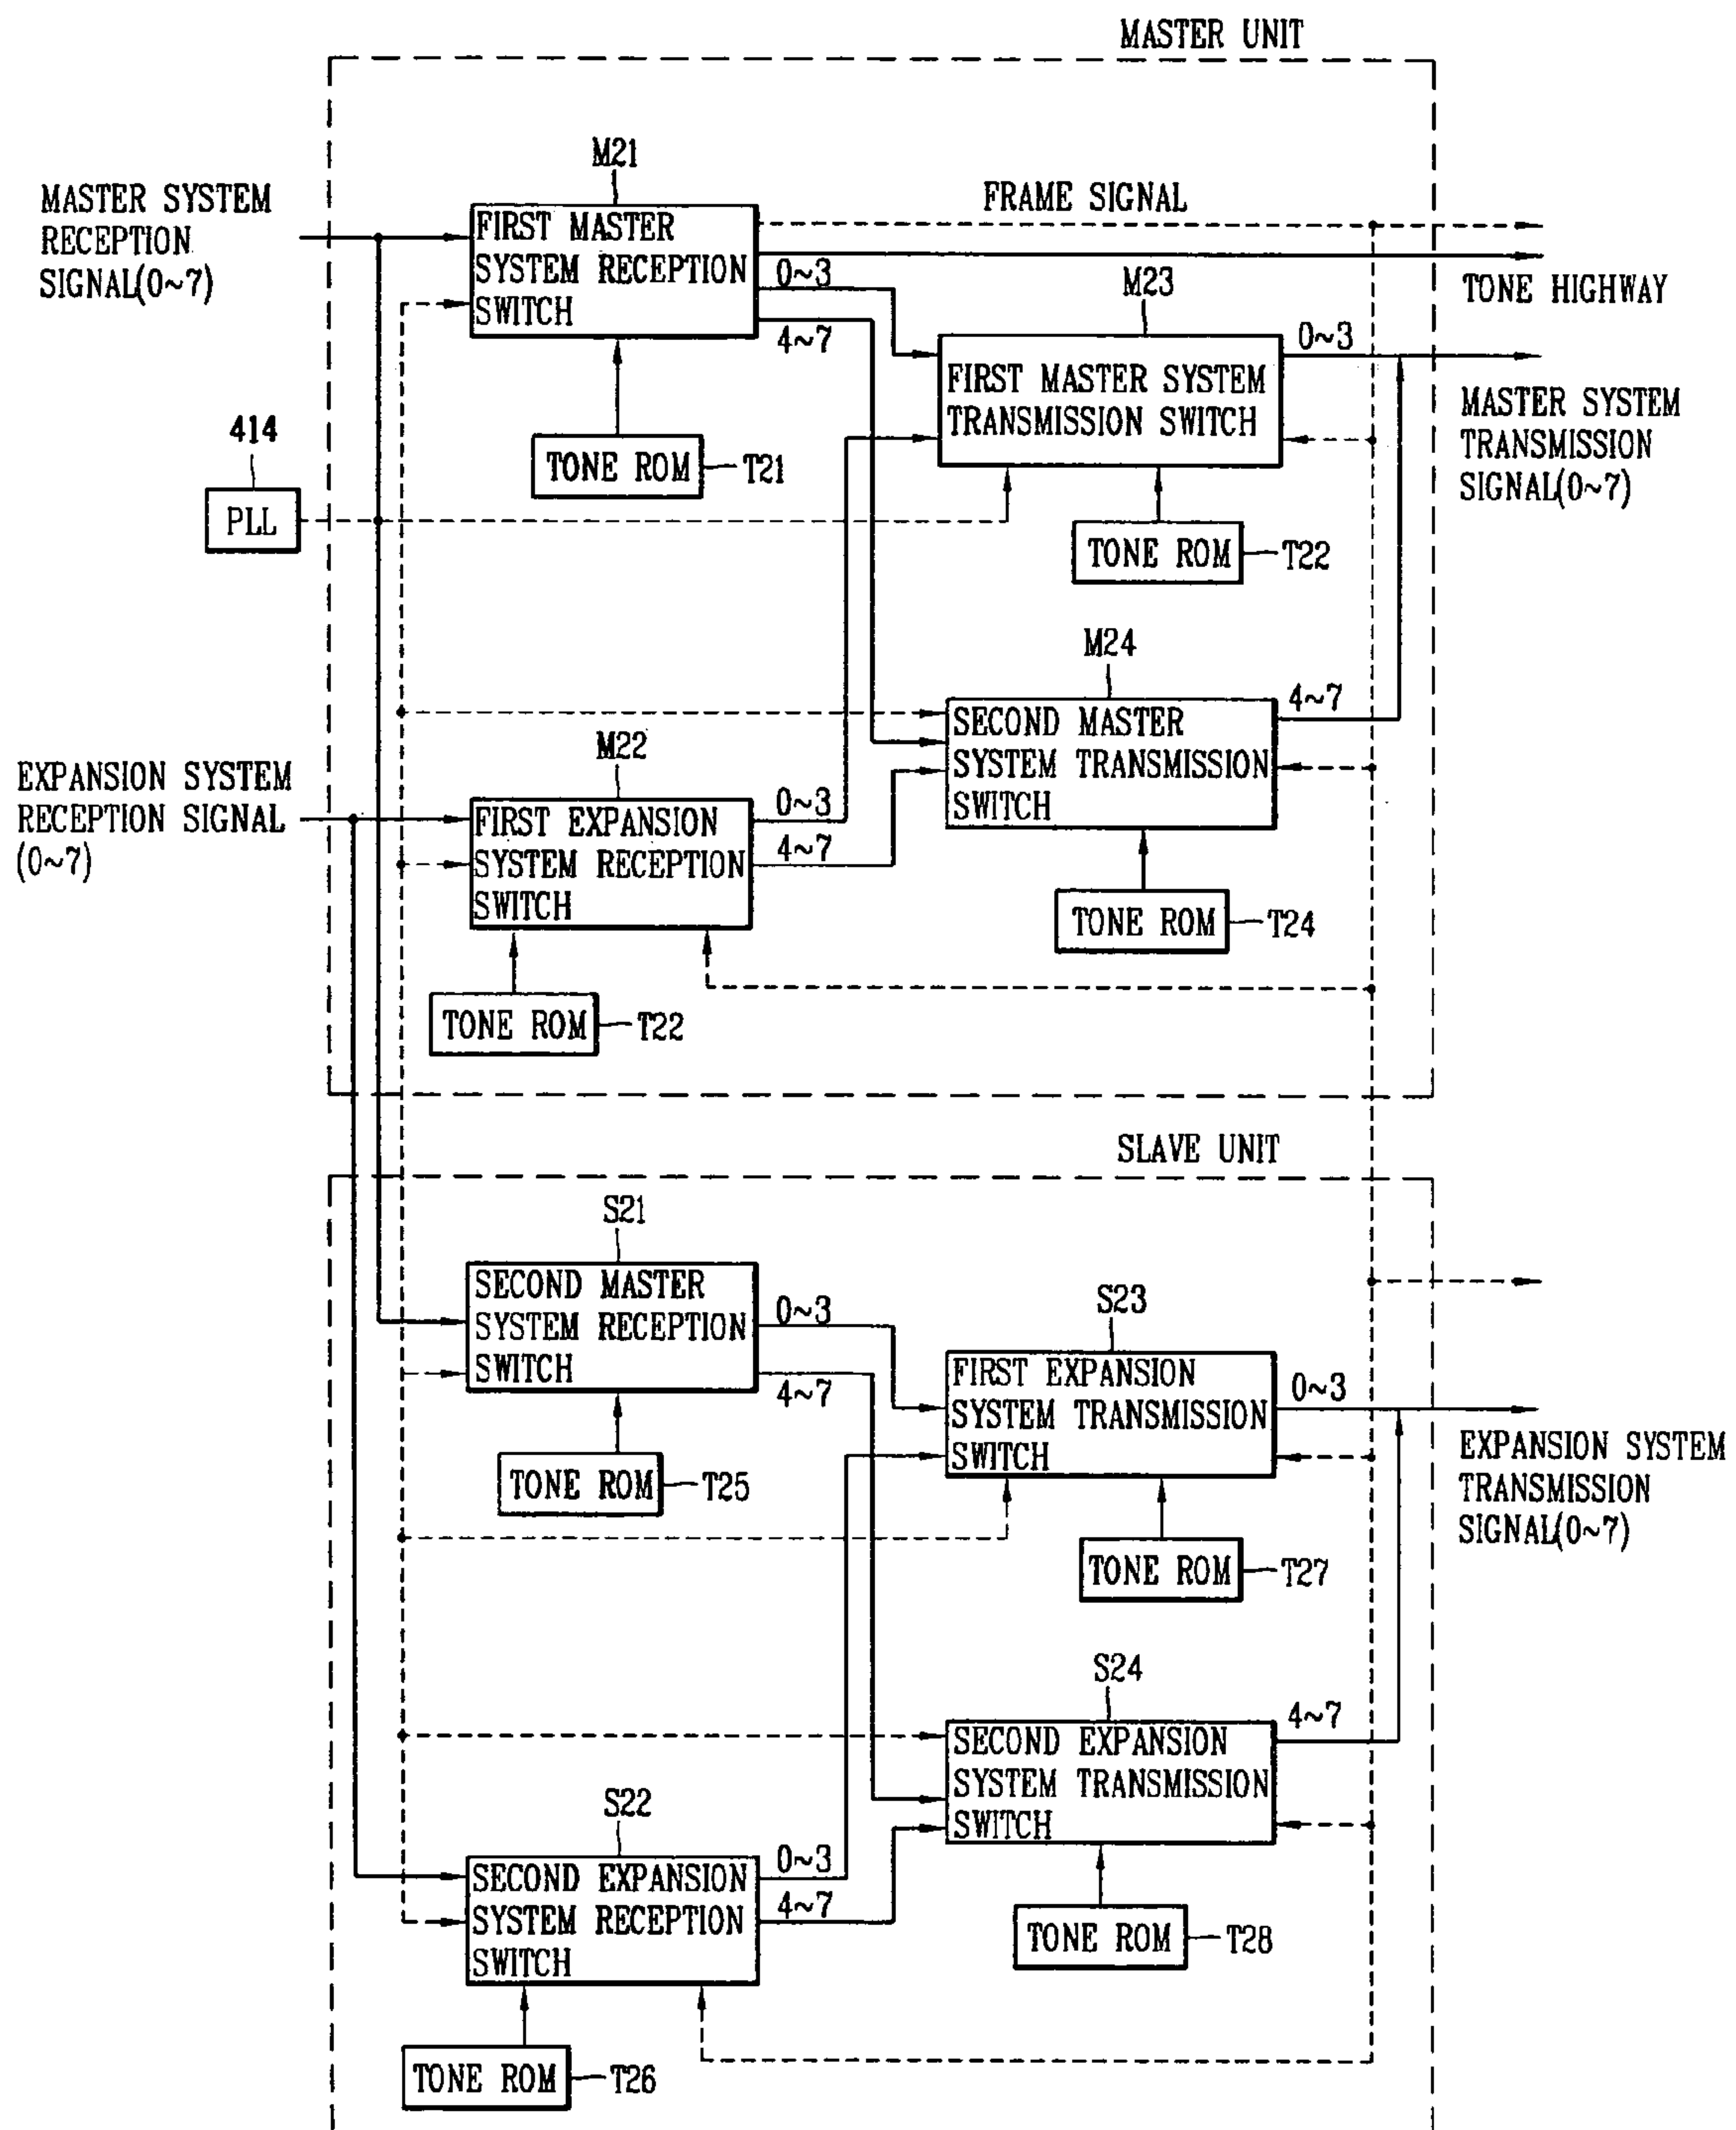 MASTER UNIT
M21
MASTER SYSTEM
RECEPTION
SIGNAL(0~7)
FIRST MASTER
SYSTEM RECEPTION
SWITCH
FRAME SIGNAL
0~3
4~7
TONE HIGHWAY
M23
FIRST MASTER SYSTEM
TRANSMISSION SWITCH
0~3
MASTER SYSTEM
TRANSMISSION
SIGNAL(0~7)
414
PLL
TONE ROM
T21
TONE ROM
T22
M24
SECOND MASTER
SYSTEM TRANSMISSION
SWITCH
4~7
EXPANSION SYSTEM
RECEPTION SIGNAL
(0~7)
M22
FIRST EXPANSION
SYSTEM RECEPTION
SWITCH
0~3
4~7
TONE ROM
T24
TONE ROM
T22
SLAVE UNIT
S21
SECOND MASTER
SYSTEM RECEPTION
SWITCH
0~3
4~7
S23
FIRST EXPANSION
SYSTEM TRANSMISSION
SWITCH
0~3
EXPANSION SYSTEM
TRANSMISSION
SIGNAL(0~7)
TONE ROM
T25
TONE ROM
T27
S24
SECOND EXPANSION
SYSTEM TRANSMISSION
SWITCH
4~7
S22
SECOND EXPANSION
SYSTEM RECEPTION
SWITCH
0~3
4~7
TONE ROM
T28
TONE ROM
T26